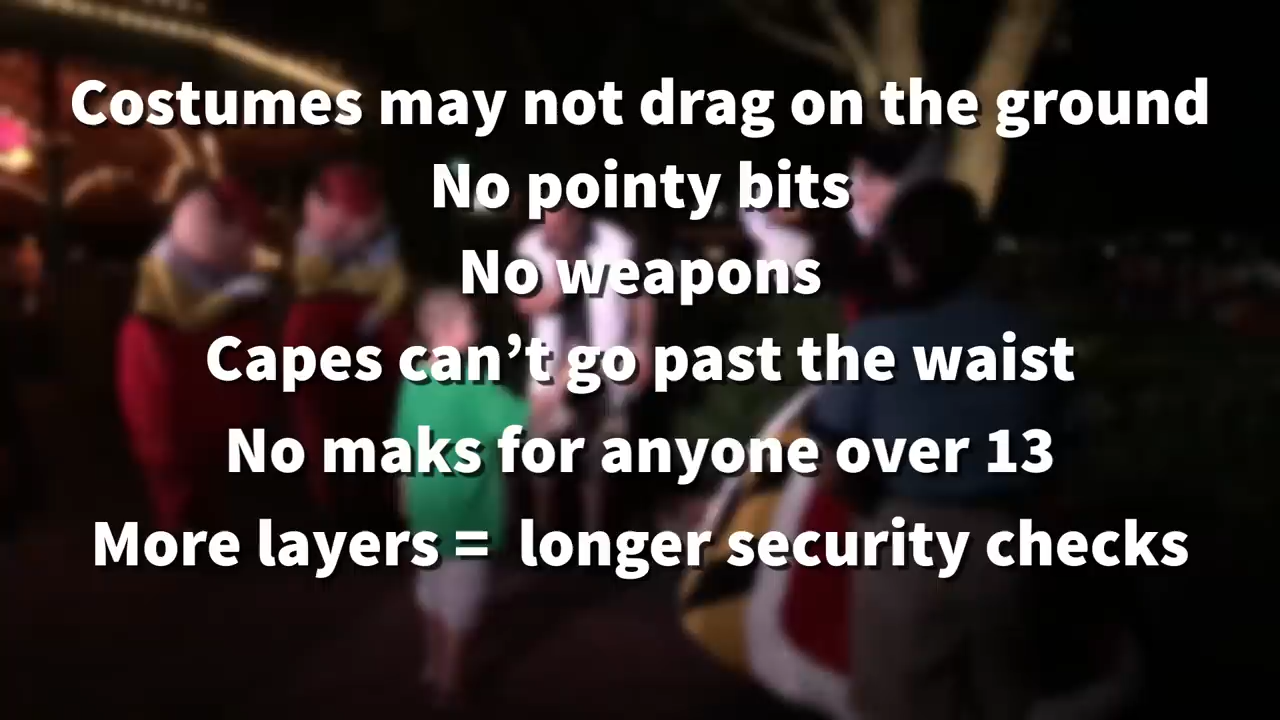 Costumes may not drag on the ground
No pointy bits
No weapons
Capes can’t go past the waist
No maks for anyone over 13
More layers =  longer security checks